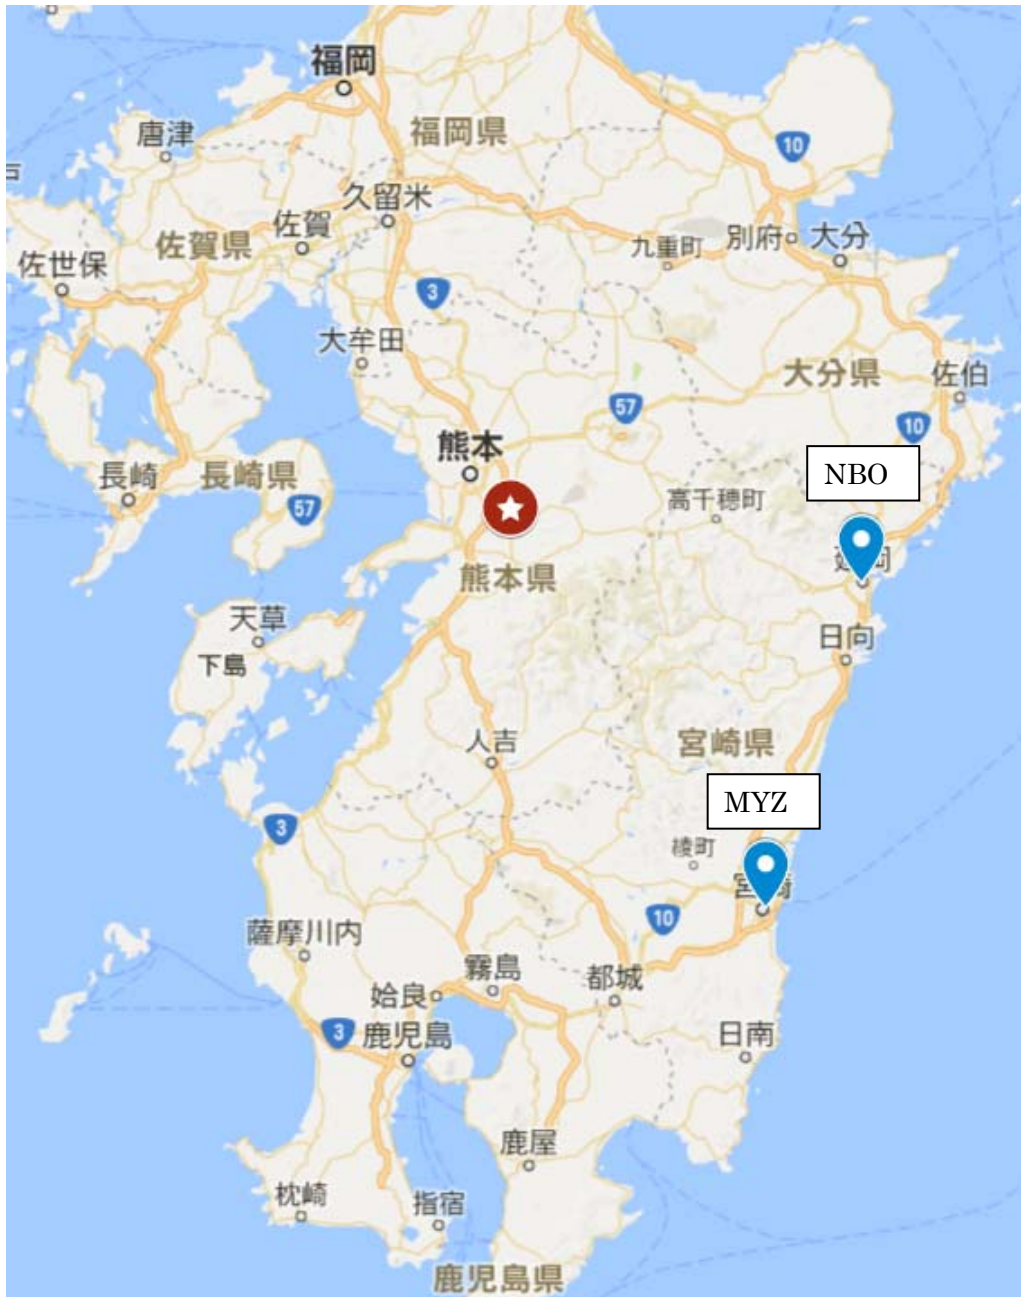 福岡
唐津
福岡県
10
久留米
佐賀
佐賀県
九重町
別府
大分
佐世保
3
大牟田
大分県
佐伯
57
10
熊本
長崎
長崎県
NBO
高千穂町
57
熊本県
天草
日向
下島
人吉
宮崎県
MYZ
3
綾町
10
薩摩川内
霧島
都城
姶良
3
鹿児島
日南
鹿屋
枕崎
指宿
鹿児島県